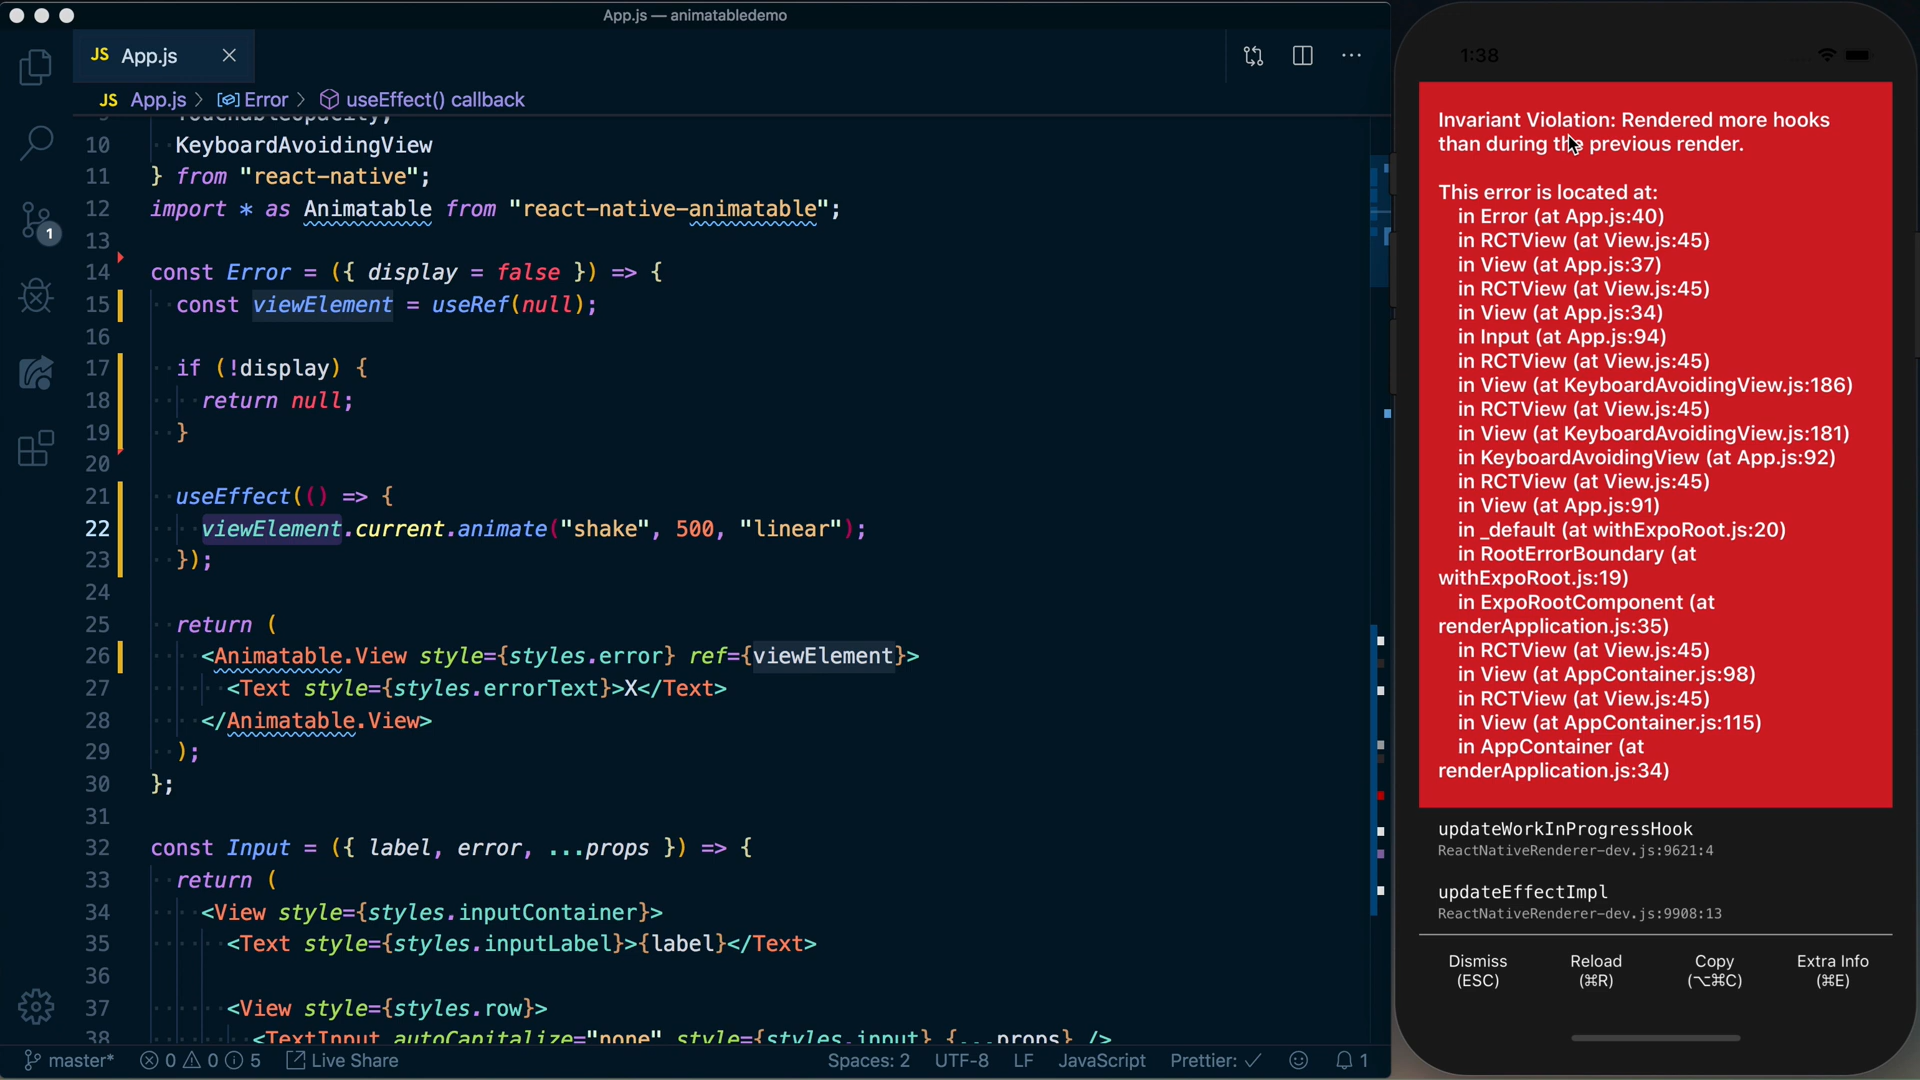 App.js — animatabledemo
JS App.js
JS App.js > Error > useEffect() callback
TouchableOpacity,
10 KeyboardAvoidingView
11 } from "react-native";
12 import * as Animatable from "react-native-animatable";
13
14 const Error = ({ display = false }) => {
15 const viewElement = useRef(null);
16
17 if (!display) {
18 return null;
19 }
20
21 useEffect(() => {
22 viewElement.current.animate("shake", 500, "linear");
23 });
24
25 return (
26 <Animatable.View style={styles.error} ref={viewElement}>
27 <Text style={styles.errorText}>X</Text>
28 </Animatable.View>
29 );
30 };
31
32 const Input = ({ label, error, ...props }) => {
33 return (
34 <View style={styles.inputContainer}>
35 <Text style={styles.inputLabel}>{label}</Text>
36
37 <View style={styles.row}>
38 <TextInput autoCapitalize="none" style={styles.input} {...props} />
1
master* 0 0 5 Live Share Spaces: 2 UTF-8 LF JavaScript Prettier: ✓ 1
1:38
Invariant Violation: Rendered more hooks
than during the previous render.
This error is located at:
in Error (at App.js:40)
in RCTView (at View.js:45)
in View (at App.js:37)
in RCTView (at View.js:45)
in View (at App.js:34)
in Input (at App.js:94)
in RCTView (at View.js:45)
in View (at KeyboardAvoidingView.js:186)
in RCTView (at View.js:45)
in View (at KeyboardAvoidingView.js:181)
in KeyboardAvoidingView (at App.js:92)
in RCTView (at View.js:45)
in View (at App.js:91)
in _default (at withExpoRoot.js:20)
in RootErrorBoundary (at
withExpoRoot.js:19)
in ExpoRootComponent (at
renderApplication.js:35)
in RCTView (at View.js:45)
in View (at AppContainer.js:98)
in RCTView (at View.js:45)
in View (at AppContainer.js:115)
in AppContainer (at
renderApplication.js:34)
updateWorkInProgressHook
ReactNativeRenderer-dev.js:9621:4
updateEffectImpl
ReactNativeRenderer-dev.js:9908:13
Dismiss Reload Copy Extra Info
(ESC) (⌘R) (⌥⌘C) (⌘E)